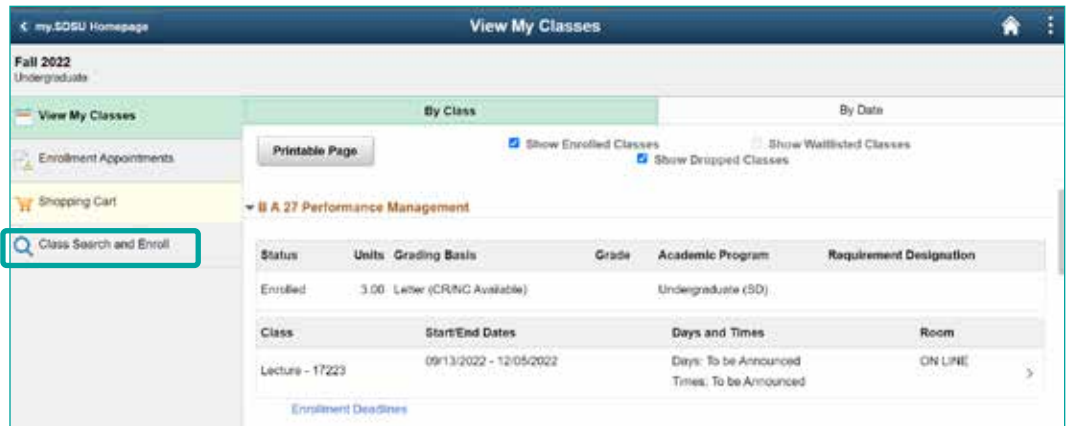 my.SDSU Homepage
View My Classes
Fall 2022
Undergraduate
View My Classes
Enrollment Appointments
Shopping Cart
Class Search and Enroll
By Class
By Date
Printable Page
Show Enrolled Classes
Show Waitlisted Classes
Show Dropped Classes
B A 27 Performance Management
Status Units Grading Basis Grade Academic Program Requirement Designation
Enrolled 3.00 Letter (CR/NC Available) Undergraduate (SD)
Class Start/End Dates Days and Times Room
Lecture - 17223 09/13/2022 - 12/05/2022 Days: To be Announced ON LINE
Times: To be Announced
Enrollment Deadlines